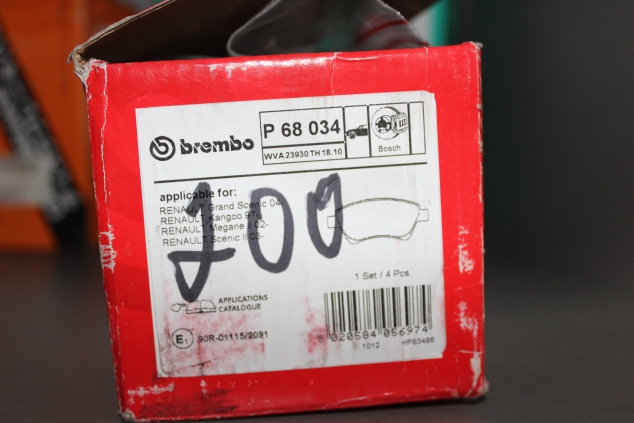 brembo
P 68 034
WVA 23930 TH 18.10
Bosch
applicable for:
RENAULT Grand Scenic 04-
RENAULT Kangoo 97-
RENAULT Megane II 02-
RENAULT Scenic II 03-
200
1 Set / 4 Pcs.
APPLICATIONS
CATALOGUE
E1 90R-01115/2091
020584 056974
1012 HPS3486